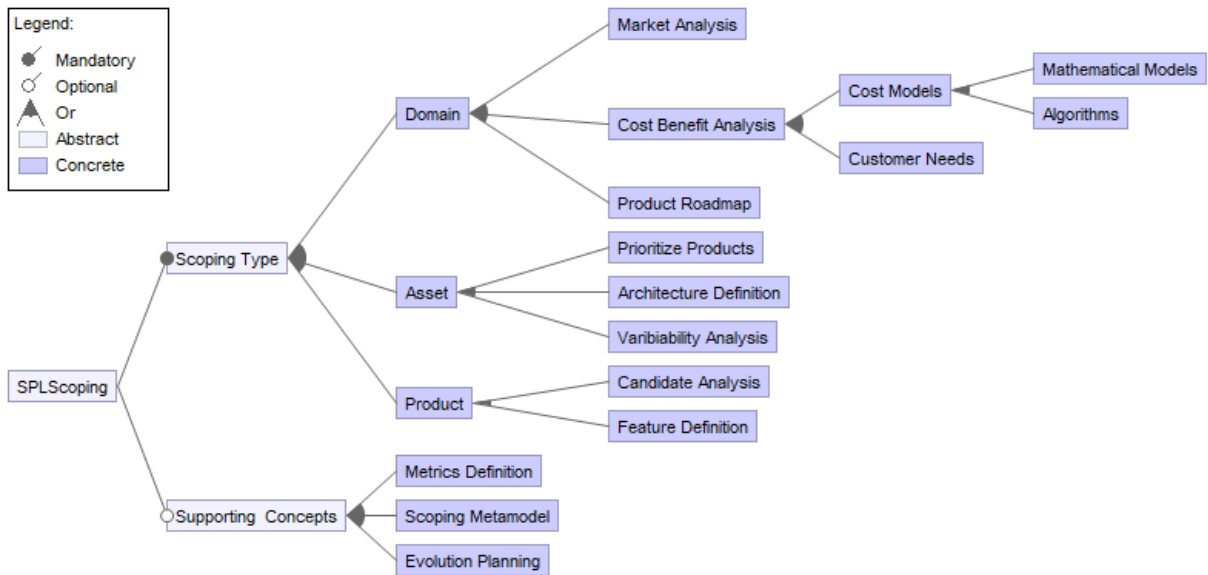 Legend:
Mandatory
Optional
Or
Abstract
Concrete
SPLScoping
Scoping Type
Domain
Market Analysis
Cost Benefit Analysis
Cost Models
Mathematical Models
Algorithms
Customer Needs
Product Roadmap
Asset
Prioritize Products
Architecture Definition
Varibiability Analysis
Product
Candidate Analysis
Feature Definition
Supporting Concepts
Metrics Definition
Scoping Metamodel
Evolution Planning